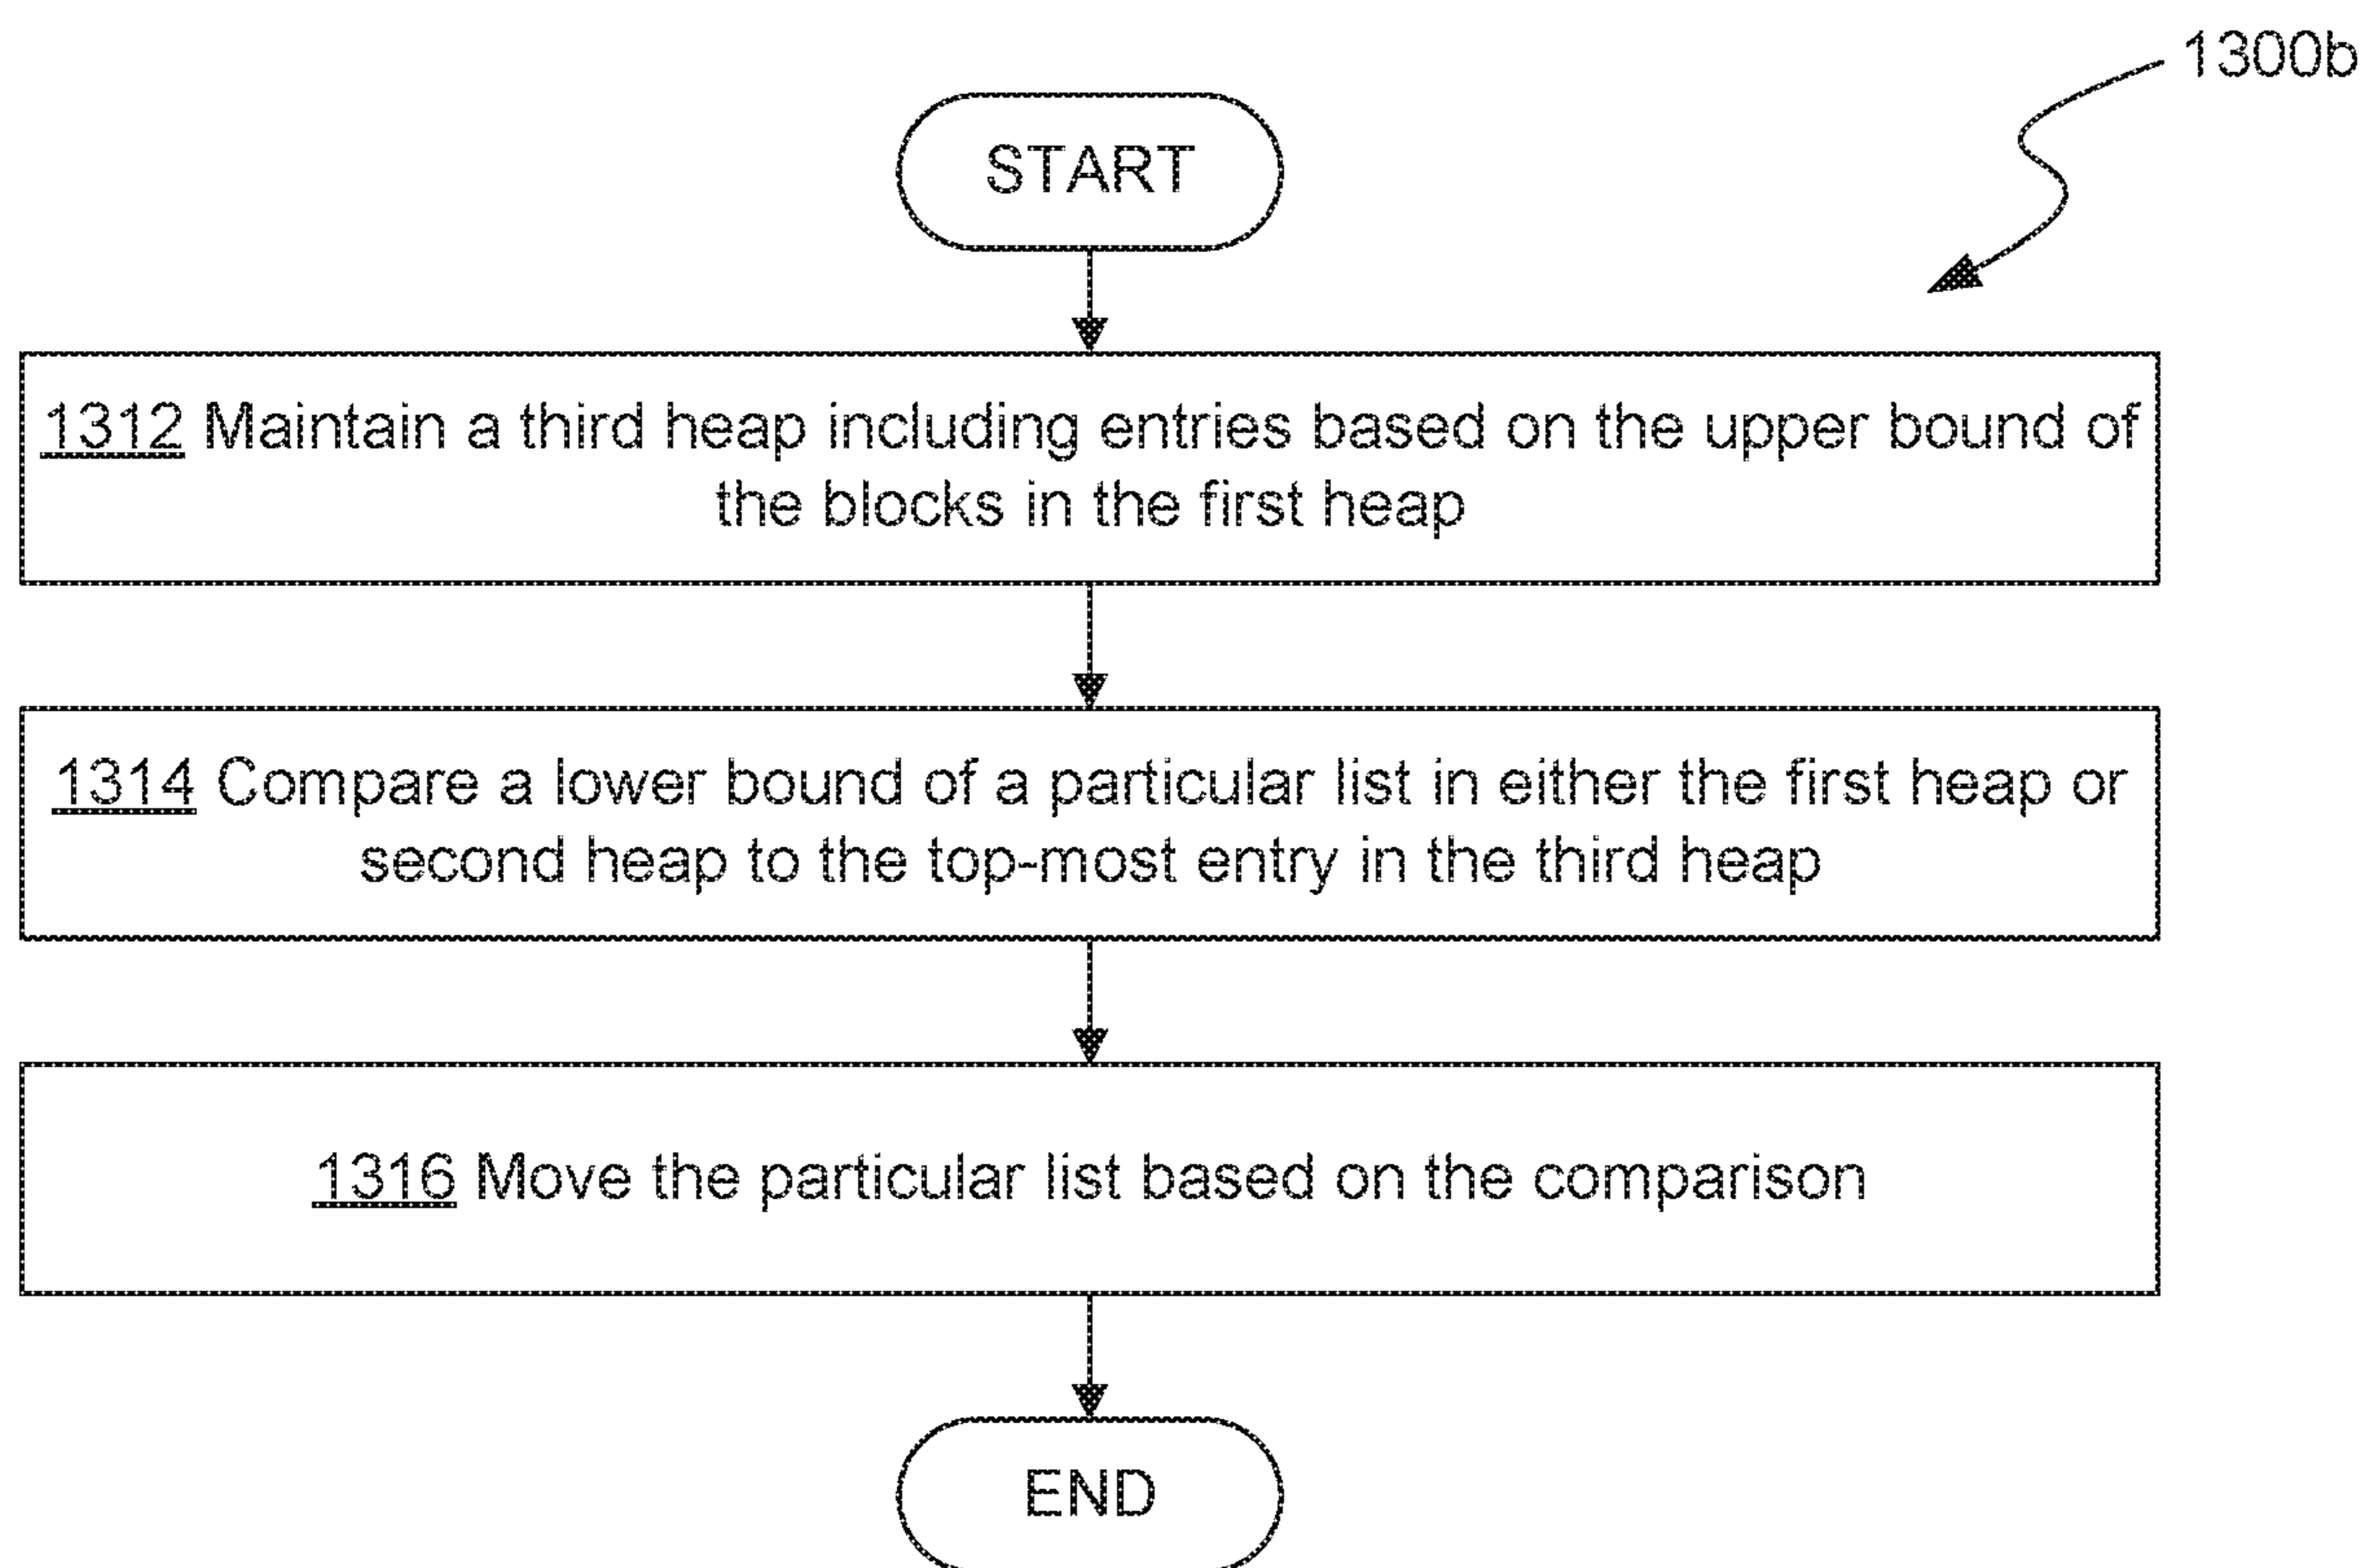 1300b
START
1312 Maintain a third heap including entries based on the upper bound of
the blocks in the first heap
1314 Compare a lower bound of a particular list in either the first heap or
second heap to the top-most entry in the third heap
1316 Move the particular list based on the comparison
END